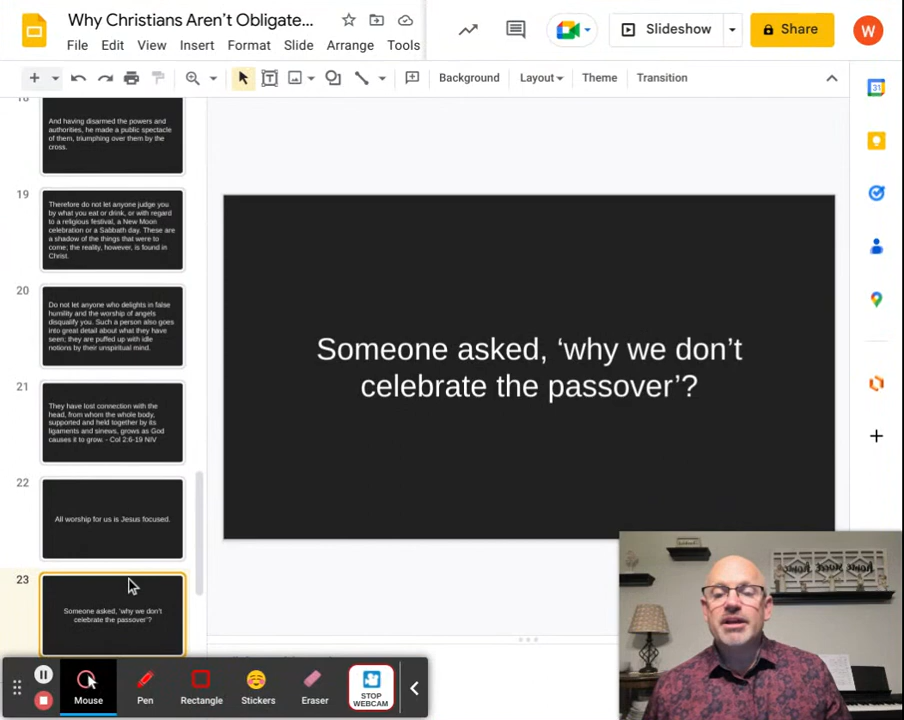 Why Christians Aren't Obligate...
File Edit View Insert Format Slide Arrange Tools
Slideshow
Share
W
Background Layout Theme Transition
31
18
And having disarmed the powers and
authorities, he made a public spectacle
of them, triumphing over them by the
cross.
19
Therefore do not let anyone judge you
by what you eat or drink, or with regard
to a religious festival, a New Moon
celebration or a Sabbath day. These are
a shadow of the things that were to
come; the reality, however, is found in
Christ.
20
Do not let anyone who delights in false
humility and the worship of angels
disqualify you. Such a person also goes
into great detail about what they have
seen; they are puffed up with idle
notions by their unspiritual mind.
21
They have lost connection with the
head, from whom the whole body,
supported and held together by its
ligaments and sinews, grows as God
causes it to grow. - Col 2:6-19 NIV
22
All worship for us is Jesus focused.
23
Someone asked, 'why we don't
celebrate the passover'?
Someone asked, ‘why we don’t
celebrate the passover’?
Mouse
Pen
Rectangle
Stickers
Eraser
STOP
WEBCAM